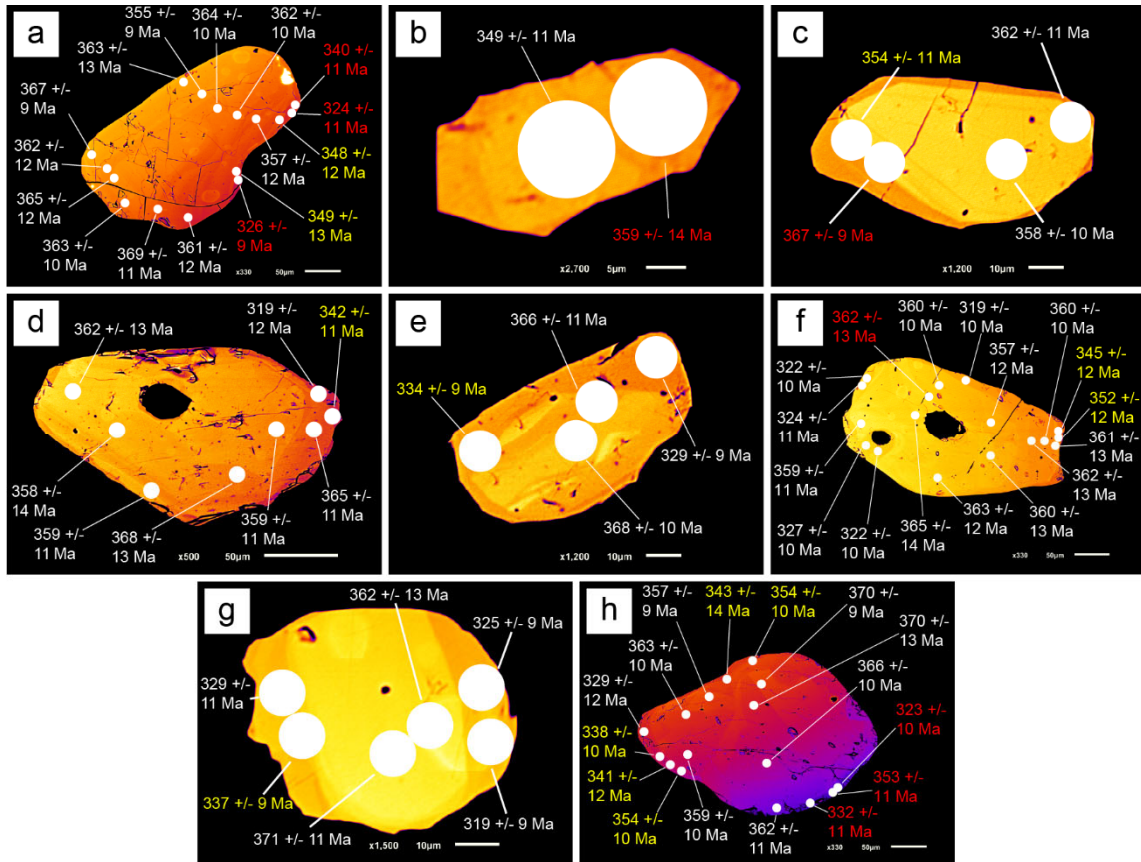 a
355 +/-
9 Ma
364 +/-
10 Ma
362 +/-
10 Ma
363 +/-
13 Ma
340 +/-
11 Ma
367 +/-
9 Ma
324 +/-
11 Ma
362 +/-
12 Ma
357 +/-
12 Ma
348 +/-
12 Ma
365 +/-
12 Ma
349 +/-
13 Ma
363 +/-
10 Ma
369 +/-
11 Ma
361 +/-
12 Ma
326 +/-
9 Ma
x330 50µm
b
349 +/- 11 Ma
359 +/- 14 Ma
x2,700 5µm
c
362 +/- 11 Ma
354 +/- 11 Ma
367 +/- 9 Ma
358 +/- 10 Ma
x1,200 10µm
d
362 +/- 13 Ma
319 +/-
12 Ma
342 +/-
11 Ma
358 +/-
14 Ma
359 +/-
11 Ma
368 +/-
13 Ma
359 +/-
11 Ma
365 +/-
11 Ma
x500 50µm
e
366 +/- 11 Ma
334 +/- 9 Ma
329 +/- 9 Ma
368 +/- 10 Ma
x1,200 10µm
f
362 +/-
13 Ma
360 +/-
10 Ma
319 +/-
10 Ma
360 +/-
10 Ma
357 +/-
12 Ma
345 +/-
12 Ma
322 +/-
10 Ma
352 +/-
12 Ma
324 +/-
11 Ma
361 +/-
13 Ma
359 +/-
11 Ma
362 +/-
13 Ma
327 +/-
10 Ma
322 +/-
10 Ma
365 +/-
14 Ma
363 +/-
12 Ma
360 +/-
13 Ma
x330 50µm
g
362 +/- 13 Ma
325 +/- 9 Ma
329 +/-
11 Ma
337 +/- 9 Ma
371 +/- 11 Ma
319 +/- 9 Ma
x1,500 10µm
h
357 +/-
9 Ma
343 +/-
14 Ma
354 +/-
10 Ma
370 +/-
9 Ma
370 +/-
13 Ma
363 +/-
10 Ma
366 +/-
10 Ma
329 +/-
12 Ma
323 +/-
10 Ma
338 +/-
10 Ma
341 +/-
12 Ma
353 +/-
11 Ma
354 +/-
10 Ma
359 +/-
10 Ma
362 +/-
11 Ma
332 +/-
11 Ma
x330 50µm